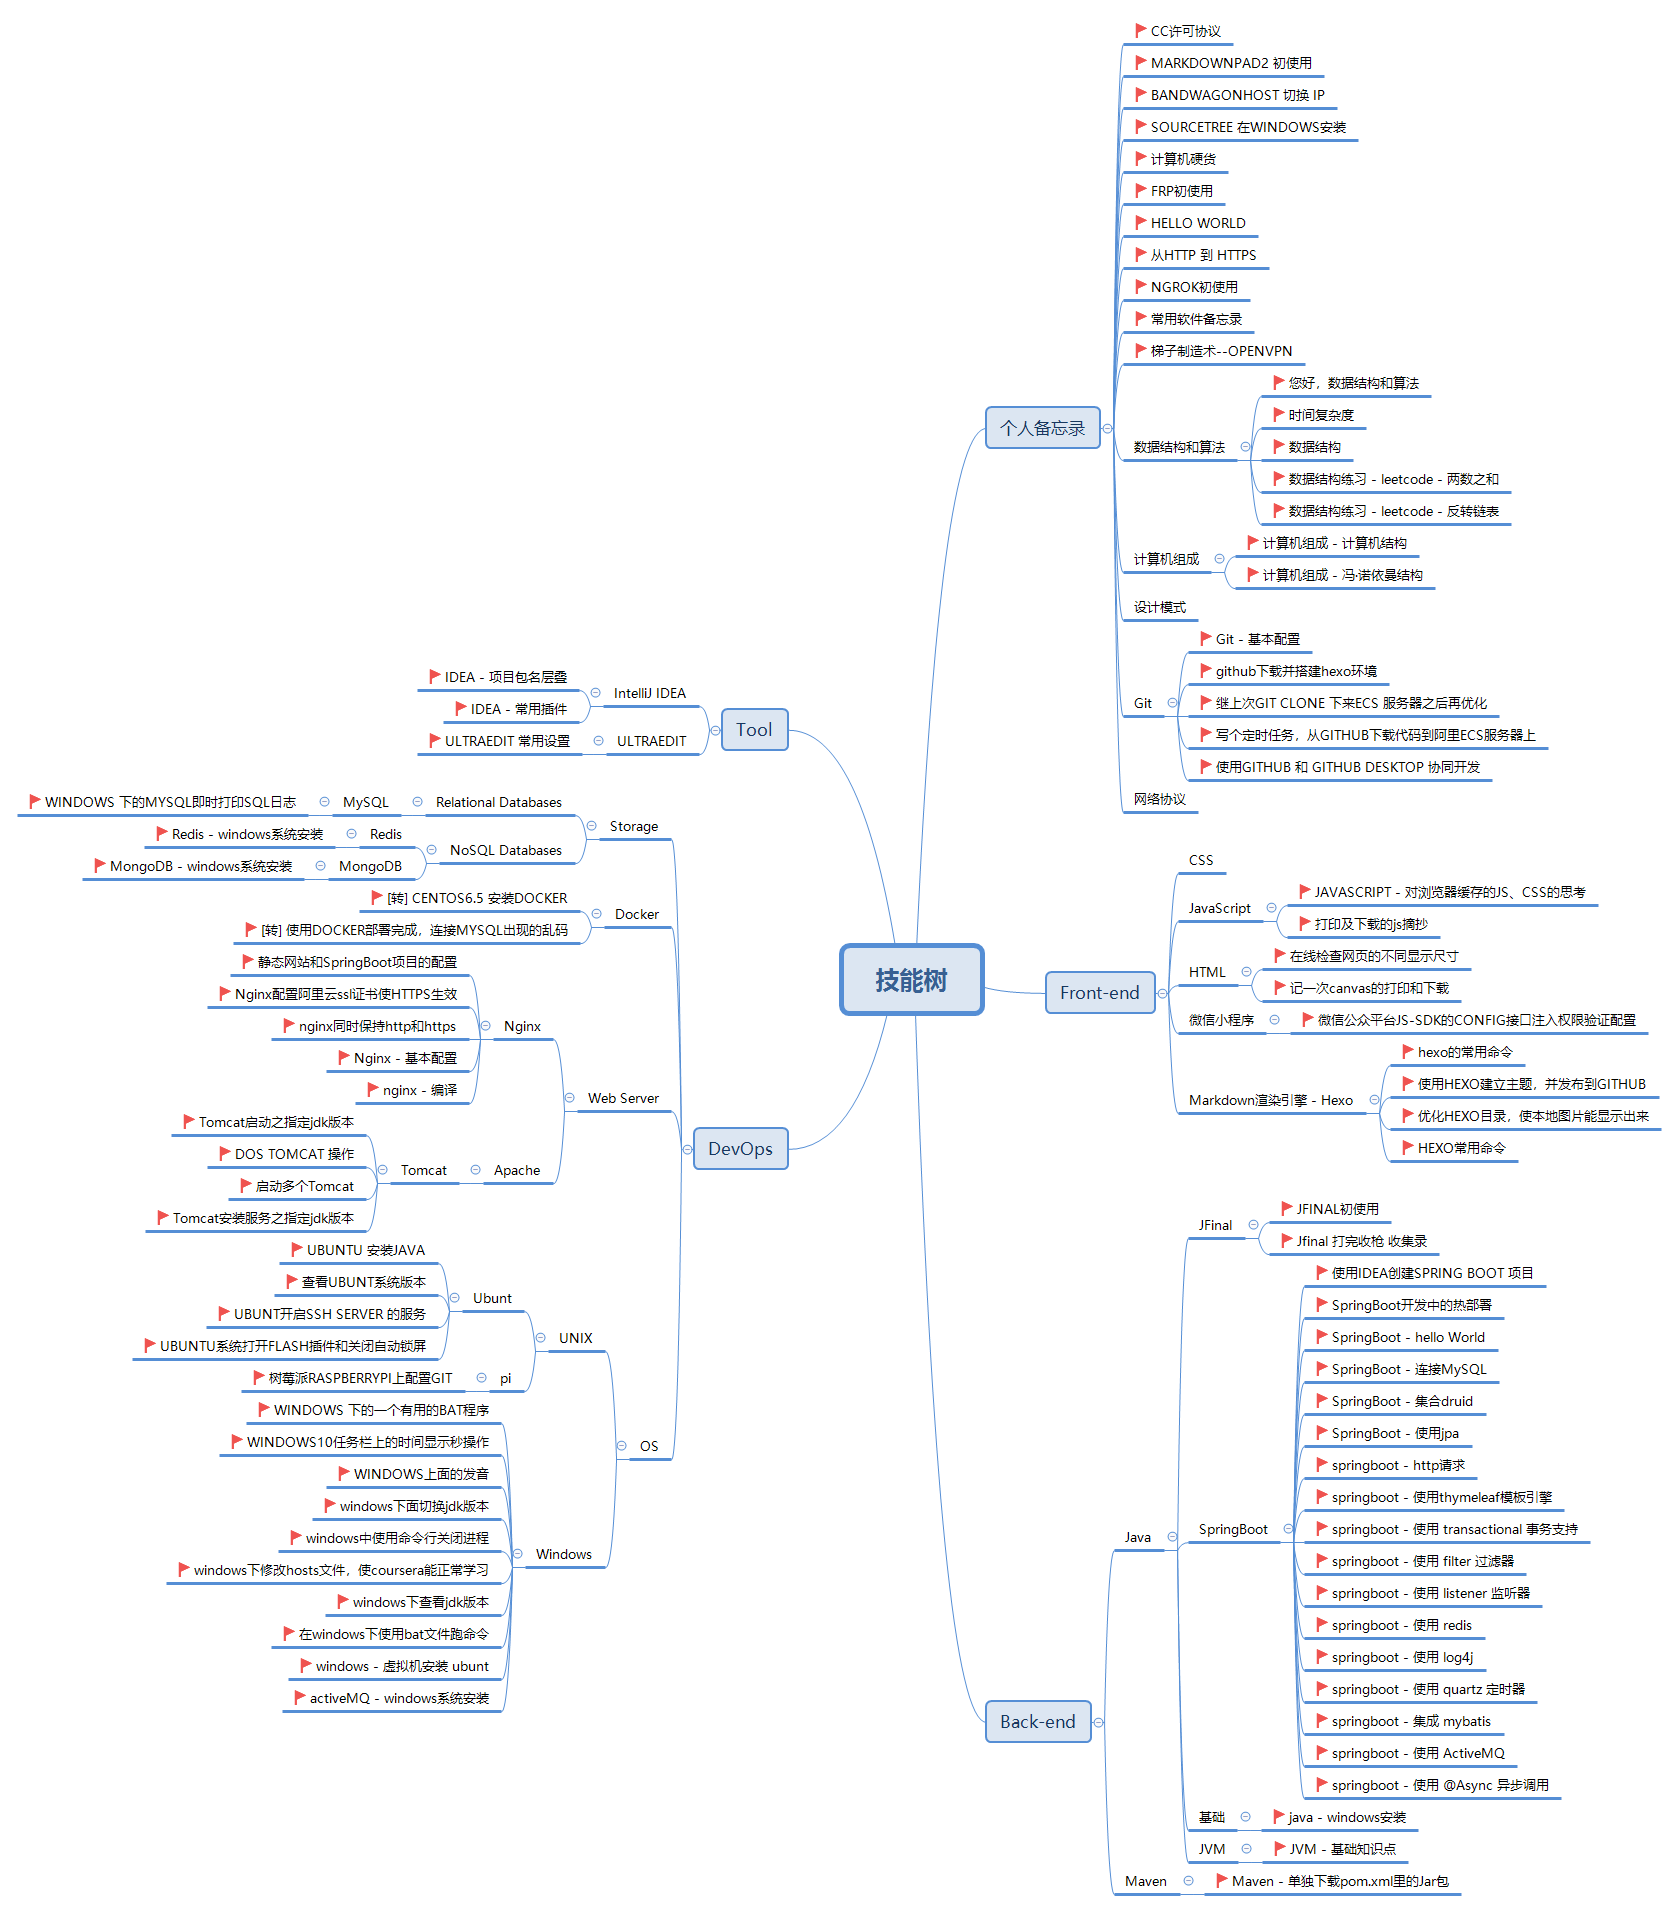 技能树
个人备忘录
CC许可协议
MARKDOWNPAD2 初使用
BANDWAGONHOST 切换 IP
SOURCETREE 在WINDOWS安装
计算机硬货
FRP初使用
HELLO WORLD
从HTTP 到 HTTPS
NGROK初使用
常用软件备忘录
梯子制造术--OPENVPN
数据结构和算法
您好，数据结构和算法
时间复杂度
数据结构
数据结构练习 - leetcode - 两数之和
数据结构练习 - leetcode - 反转链表
计算机组成
计算机组成 - 计算机结构
计算机组成 - 冯·诺依曼结构
设计模式
Git
Git - 基本配置
github下载并搭建hexo环境
继上次GIT CLONE 下来ECS 服务器之后再优化
写个定时任务，从GITHUB下载代码到阿里ECS服务器上
使用GITHUB 和 GITHUB DESKTOP 协同开发
网络协议
Front-end
CSS
JavaScript
JAVASCRIPT - 对浏览器缓存的JS、CSS的思考
打印及下载的js摘抄
HTML
在线检查网页的不同显示尺寸
记一次canvas的打印和下载
微信小程序
微信公众平台JS-SDK的CONFIG接口注入权限验证配置
Markdown渲染引擎 - Hexo
hexo的常用命令
使用HEXO建立主题，并发布到GITHUB
优化HEXO目录，使本地图片能显示出来
HEXO常用命令
Back-end
Java
JFinal
JFINAL初使用
Jfinal 打完收枪 收集录
SpringBoot
使用IDEA创建SPRING BOOT 项目
SpringBoot开发中的热部署
SpringBoot - hello World
SpringBoot - 连接MySQL
SpringBoot - 集合druid
SpringBoot - 使用jpa
springboot - http请求
springboot - 使用thymeleaf模板引擎
springboot - 使用 transactional 事务支持
springboot - 使用 filter 过滤器
springboot - 使用 listener 监听器
springboot - 使用 redis
springboot - 使用 log4j
springboot - 使用 quartz 定时器
springboot - 集成 mybatis
springboot - 使用 ActiveMQ
springboot - 使用 @Async 异步调用
基础
java - windows安装
JVM
JVM - 基础知识点
Maven
Maven - 单独下载pom.xml里的Jar包
Tool
IntelliJ IDEA
IDEA - 项目包名层叠
IDEA - 常用插件
ULTRAEDIT
ULTRAEDIT 常用设置
DevOps
Storage
Relational Databases
MySQL
WINDOWS 下的MYSQL即时打印SQL日志
NoSQL Databases
Redis
Redis - windows系统安装
MongoDB
MongoDB - windows系统安装
Docker
[转] CENTOS6.5 安装DOCKER
[转] 使用DOCKER部署完成，连接MYSQL出现的乱码
Web Server
Nginx
静态网站和SpringBoot项目的配置
Nginx配置阿里云ssl证书使HTTPS生效
nginx同时保持http和https
Nginx - 基本配置
nginx - 编译
Apache
Tomcat
Tomcat启动之指定jdk版本
DOS TOMCAT 操作
启动多个Tomcat
Tomcat安装服务之指定jdk版本
OS
UNIX
Ubunt
UBUNTU 安装JAVA
查看UBUNT系统版本
UBUNT开启SSH SERVER 的服务
UBUNTU系统打开FLASH插件和关闭自动锁屏
pi
树莓派RASPBERRYPI上配置GIT
Windows
WINDOWS 下的一个有用的BAT程序
WINDOWS10任务栏上的时间显示秒操作
WINDOWS上面的发音
windows下面切换jdk版本
windows中使用命令行关闭进程
windows下修改hosts文件，使coursera能正常学习
windows下查看jdk版本
在windows下使用bat文件跑命令
windows - 虚拟机安装 ubunt
activeMQ - windows系统安装